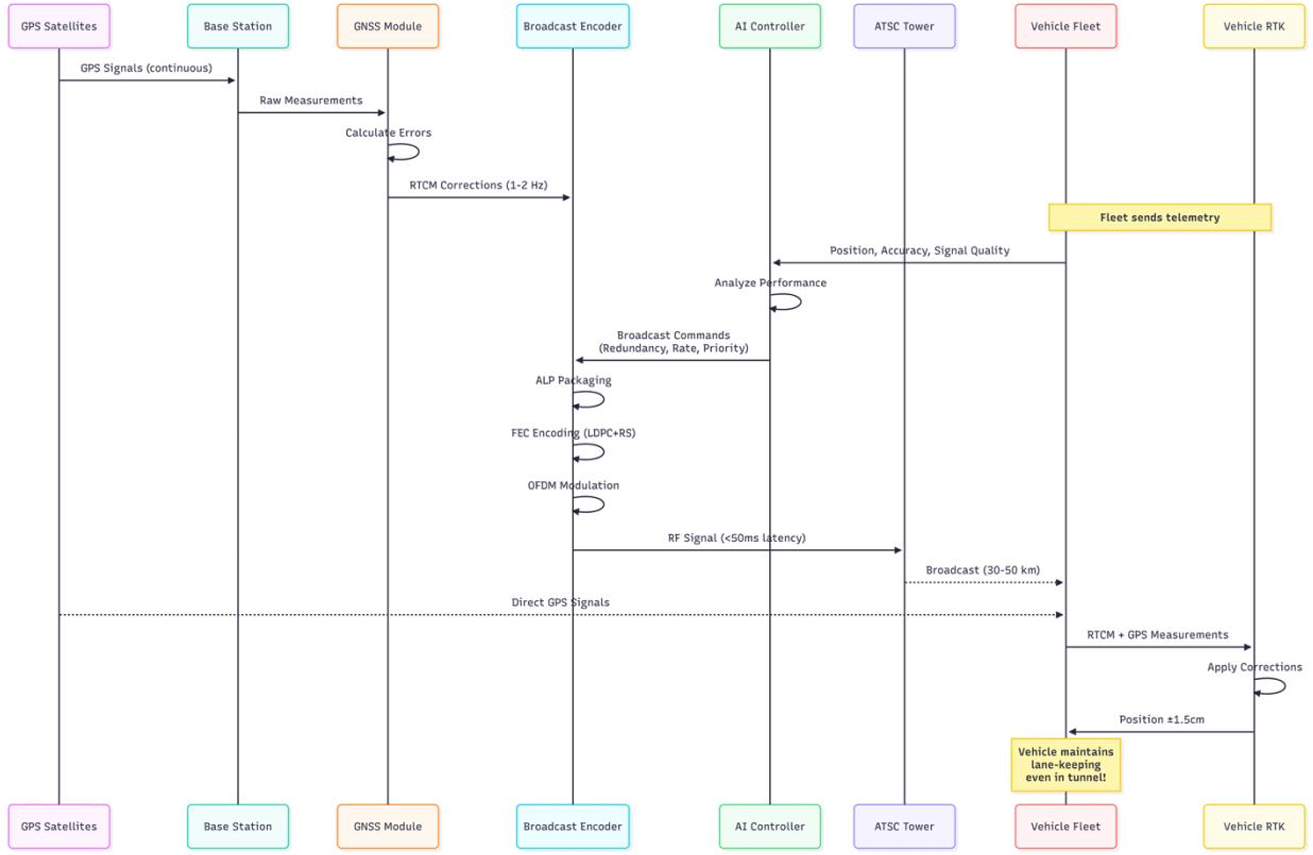 GPS Satellites
Base Station
GNSS Module
Broadcast Encoder
AI Controller
ATSC Tower
Vehicle Fleet
Vehicle RTK
GPS Signals (continuous)
Raw Measurements
Calculate Errors
RTCM Corrections (1-2 Hz)
Fleet sends telemetry
Position, Accuracy, Signal Quality
Analyze Performance
Broadcast Commands
(Redundancy, Rate, Priority)
ALP Packaging
FEC Encoding (LDPC+RS)
OFDM Modulation
RF Signal (<50ms latency)
Broadcast (30-50 km)
Direct GPS Signals
RTCM + GPS Measurements
Apply Corrections
Position ±1.5cm
Vehicle maintains
lane-keeping
even in tunnel!
GPS Satellites
Base Station
GNSS Module
Broadcast Encoder
AI Controller
ATSC Tower
Vehicle Fleet
Vehicle RTK